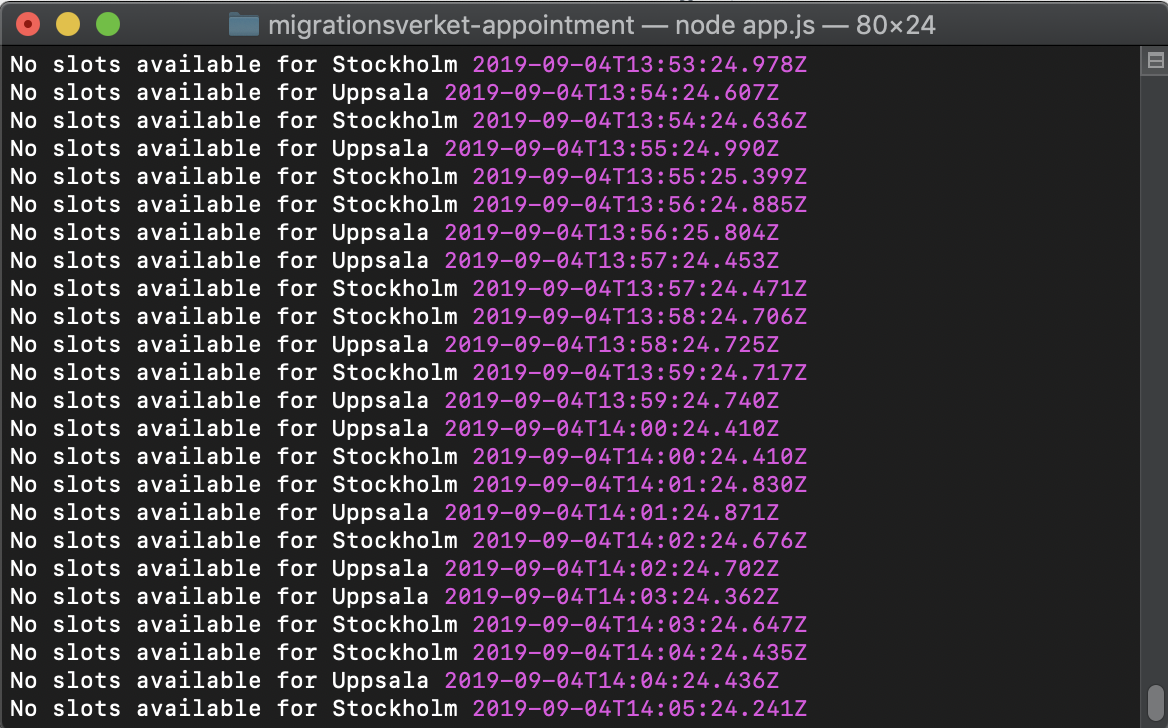 migrationsverket-appointment — node app.js — 80×24
No slots available for Stockholm 2019-09-04T13:53:24.978Z
No slots available for Uppsala 2019-09-04T13:54:24.607Z
No slots available for Stockholm 2019-09-04T13:54:24.636Z
No slots available for Uppsala 2019-09-04T13:55:24.990Z
No slots available for Stockholm 2019-09-04T13:55:25.399Z
No slots available for Stockholm 2019-09-04T13:56:24.885Z
No slots available for Uppsala 2019-09-04T13:56:25.804Z
No slots available for Uppsala 2019-09-04T13:57:24.453Z
No slots available for Stockholm 2019-09-04T13:57:24.471Z
No slots available for Stockholm 2019-09-04T13:58:24.706Z
No slots available for Uppsala 2019-09-04T13:58:24.725Z
No slots available for Stockholm 2019-09-04T13:59:24.717Z
No slots available for Uppsala 2019-09-04T13:59:24.740Z
No slots available for Uppsala 2019-09-04T14:00:24.410Z
No slots available for Stockholm 2019-09-04T14:00:24.410Z
No slots available for Stockholm 2019-09-04T14:01:24.830Z
No slots available for Uppsala 2019-09-04T14:01:24.871Z
No slots available for Stockholm 2019-09-04T14:02:24.676Z
No slots available for Uppsala 2019-09-04T14:02:24.702Z
No slots available for Uppsala 2019-09-04T14:03:24.362Z
No slots available for Stockholm 2019-09-04T14:03:24.647Z
No slots available for Stockholm 2019-09-04T14:04:24.435Z
No slots available for Uppsala 2019-09-04T14:04:24.436Z
No slots available for Stockholm 2019-09-04T14:05:24.241Z